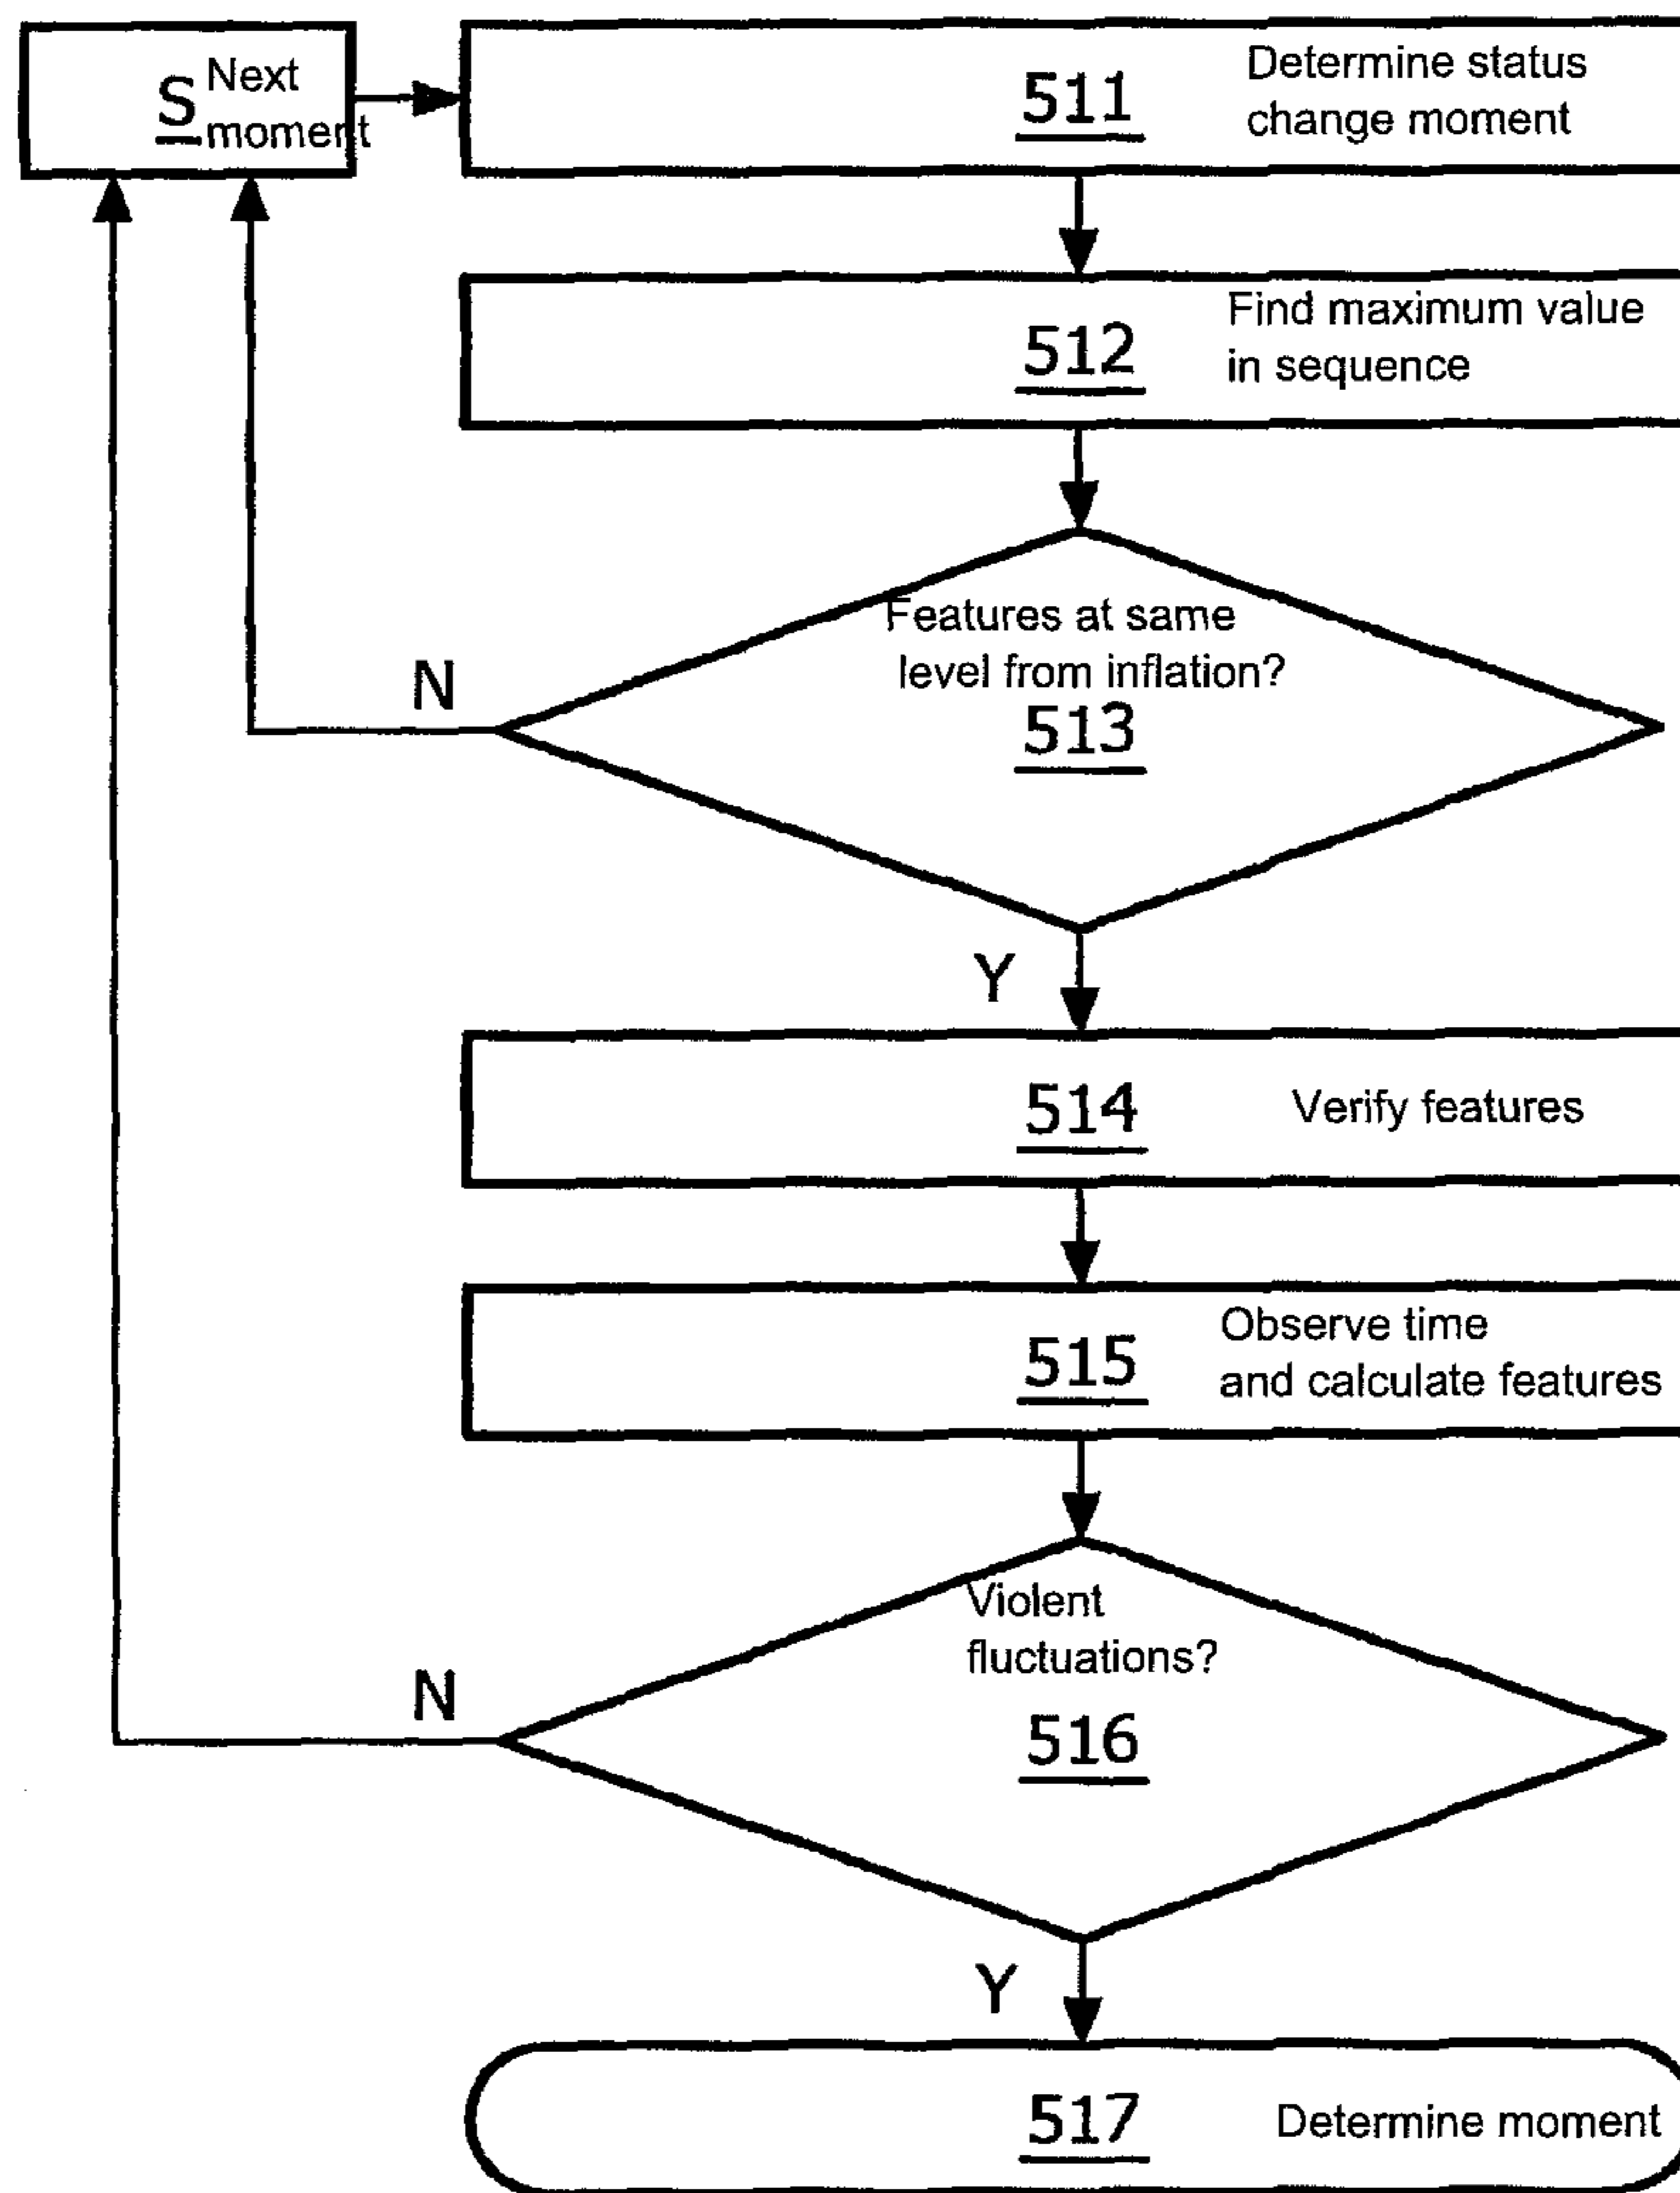 S Next
moment
511 Determine status
change moment
512 Find maximum value
in sequence
Features at same
level from inflation?
513
N
Y
514 Verify features
515 Observe time
and calculate features
Violent
fluctuations?
516
N
Y
517 Determine moment